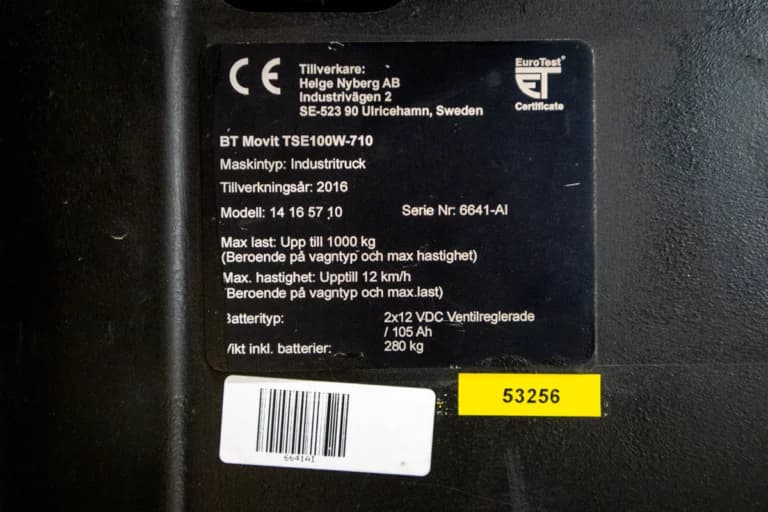 CE
Tillverkare:
Helge Nyberg AB
Industrivägen 2
SE-523 90 Ulricehamn, Sweden
EuroTest®
ET
Certificate
BT Movit TSE100W-710
Maskintyp: Industritruck
Tillverkningsår: 2016
Modell: 14 16 57 10 Serie Nr: 6641-AI
Max last: Upp till 1000 kg
(Beroende på vagntyp och max hastighet)
Max. hastighet: Upptill 12 km/h
(Beroende på vagntyp och max.last)
Batterityp: 2x12 VDC Ventilreglerade
/ 105 Ah
Vikt inkl. batterier: 280 kg
6641AI
53256